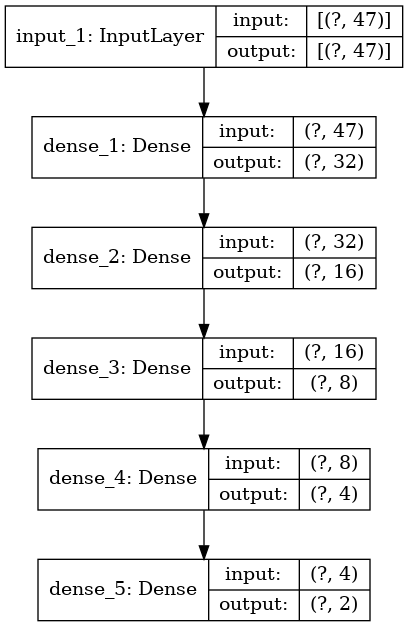 input_1: InputLayer
input: [(?, 47)]
output: [(?, 47)]
dense_1: Dense
input: (?, 47)
output: (?, 32)
dense_2: Dense
input: (?, 32)
output: (?, 16)
dense_3: Dense
input: (?, 16)
output: (?, 8)
dense_4: Dense
input: (?, 8)
output: (?, 4)
dense_5: Dense
input: (?, 4)
output: (?, 2)